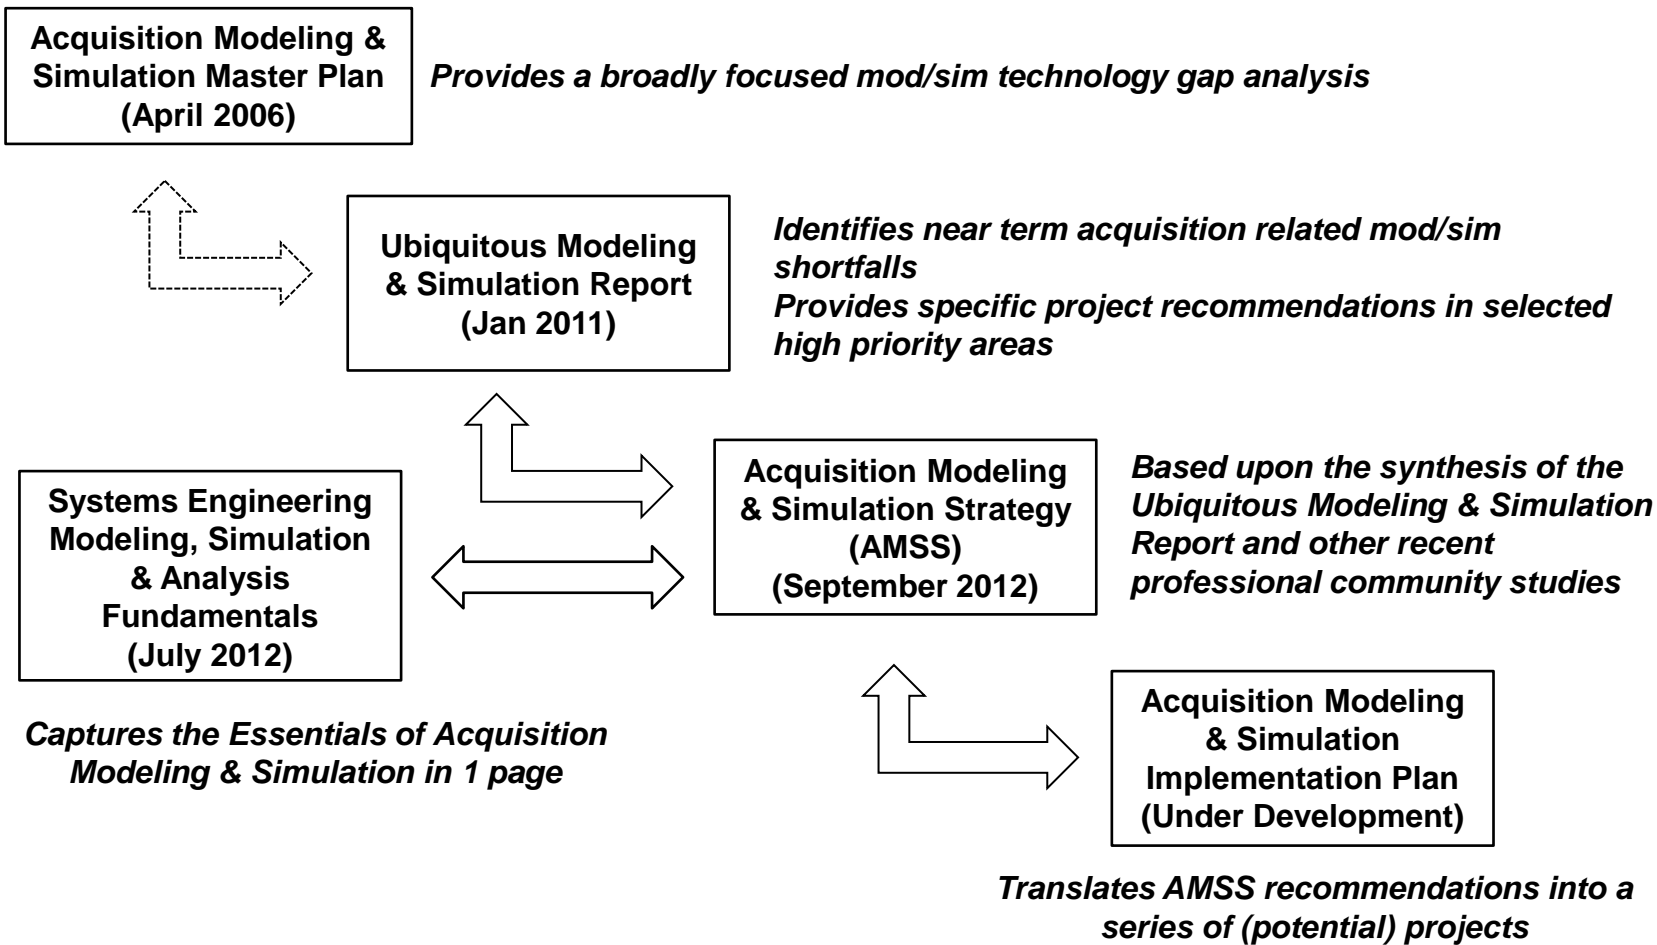 Acquisition Modeling &
Simulation Master Plan
(April 2006)
Provides a broadly focused mod/sim technology gap analysis
Ubiquitous Modeling
& Simulation Report
(Jan 2011)
Identifies near term acquisition related mod/sim
shortfalls
Provides specific project recommendations in selected
high priority areas
Systems Engineering
Modeling, Simulation
& Analysis
Fundamentals
(July 2012)
Captures the Essentials of Acquisition
Modeling & Simulation in 1 page
Acquisition Modeling
& Simulation Strategy
(AMSS)
(September 2012)
Based upon the synthesis of the
Ubiquitous Modeling & Simulation
Report and other recent
professional community studies
Acquisition Modeling
& Simulation
Implementation Plan
(Under Development)
Translates AMSS recommendations into a
series of (potential) projects